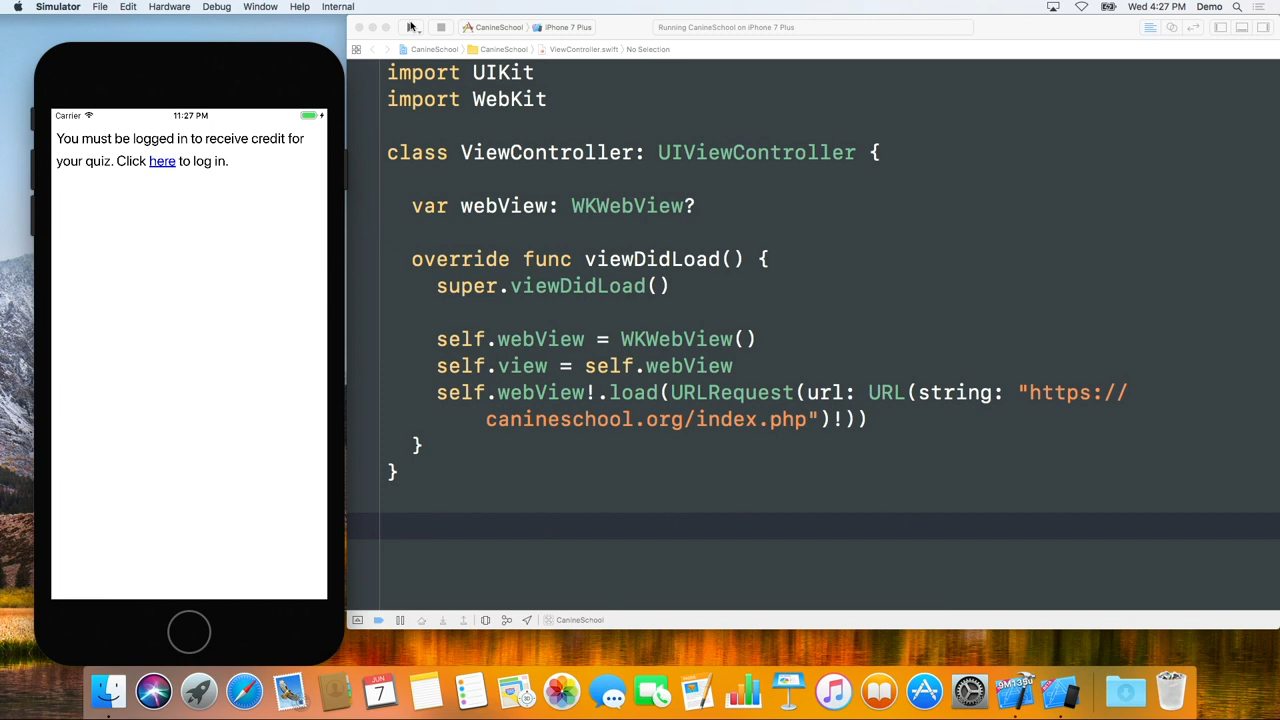 Simulator File Edit Hardware Debug Window Help Internal
Wed 4:27 PM Demo
CanineSchool iPhone 7 Plus
Running CanineSchool on iPhone 7 Plus
CanineSchool CanineSchool ViewController.swift No Selection
Carrier 11:27 PM
You must be logged in to receive credit for
your quiz. Click here to log in.
import UIKit
import WebKit
class ViewController: UIViewController {
var webView: WKWebView?
override func viewDidLoad() {
super.viewDidLoad()
self.webView = WKWebView()
self.view = self.webView
self.webView!.load(URLRequest(url: URL(string: "https://
canineschool.org/index.php")!))
}
}
CanineSchool
JUN
7